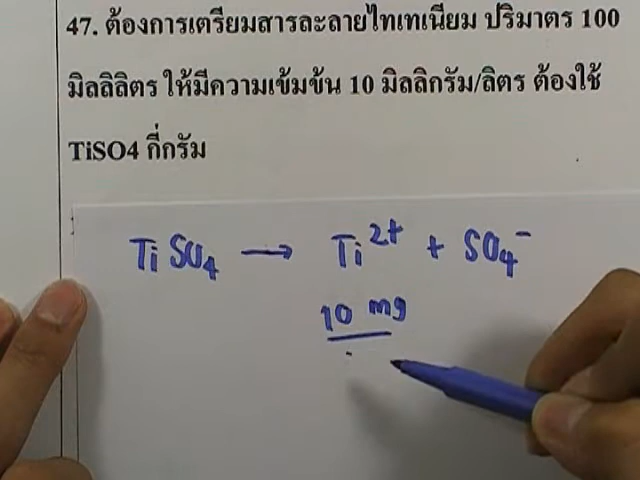 47. ต้องการเตรียมสารละลายไทเทเนียม ปริมาตร 100
มิลลิลิตร ให้มีความเข้มข้น 10 มิลลิกรัม/ลิตร ต้องใช้
TiSO4 กี่กรัม
TiSO₄ → Ti²⁺ + SO₄⁻
10 mg